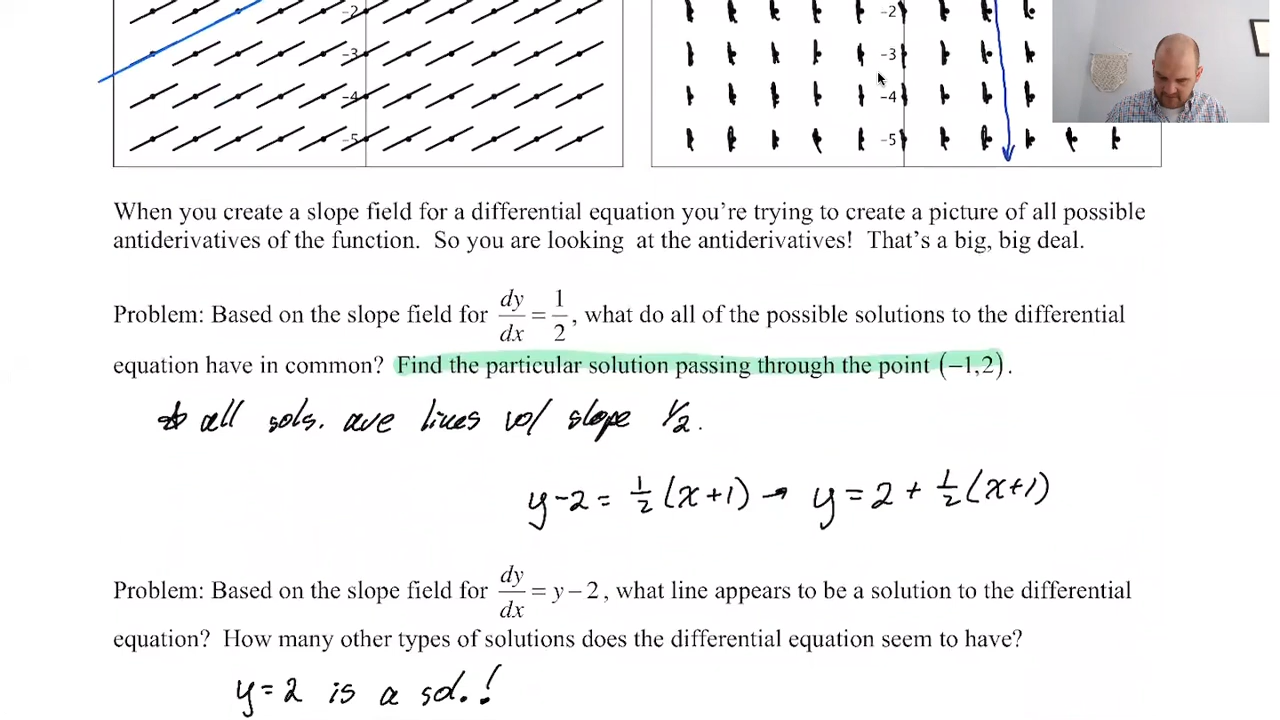 -2
-3
-4
-5
-2
-3
-4
-5
When you create a slope field for a differential equation you're trying to create a picture of all possible
antiderivatives of the function. So you are looking at the antiderivatives! That's a big, big deal.
Problem: Based on the slope field for dy/dx = 1/2, what do all of the possible solutions to the differential
equation have in common? Find the particular solution passing through the point (−1,2).
all sols. are lines w/ slope 1/2.
y-2 = 1/2 (x+1) → y = 2 + 1/2 (x+1)
Problem: Based on the slope field for dy/dx = y − 2, what line appears to be a solution to the differential
equation? How many other types of solutions does the differential equation seem to have?
y=2 is a sol.!